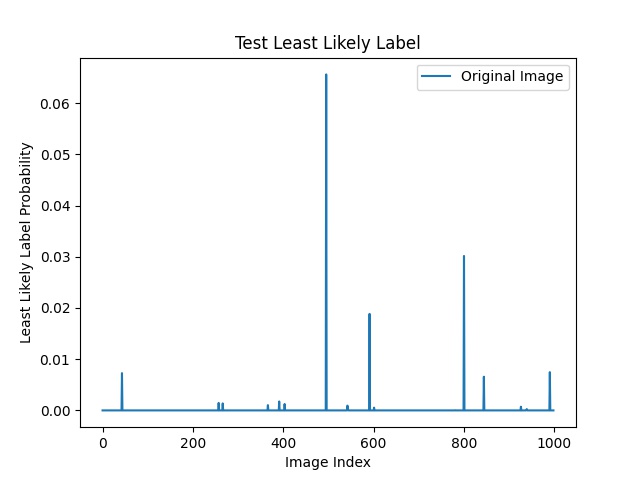 Test Least Likely Label
Original Image
Least Likely Label Probability
0.06
0.05
0.04
0.03
0.02
0.01
0.00
0 200 400 600 800 1000
Image Index